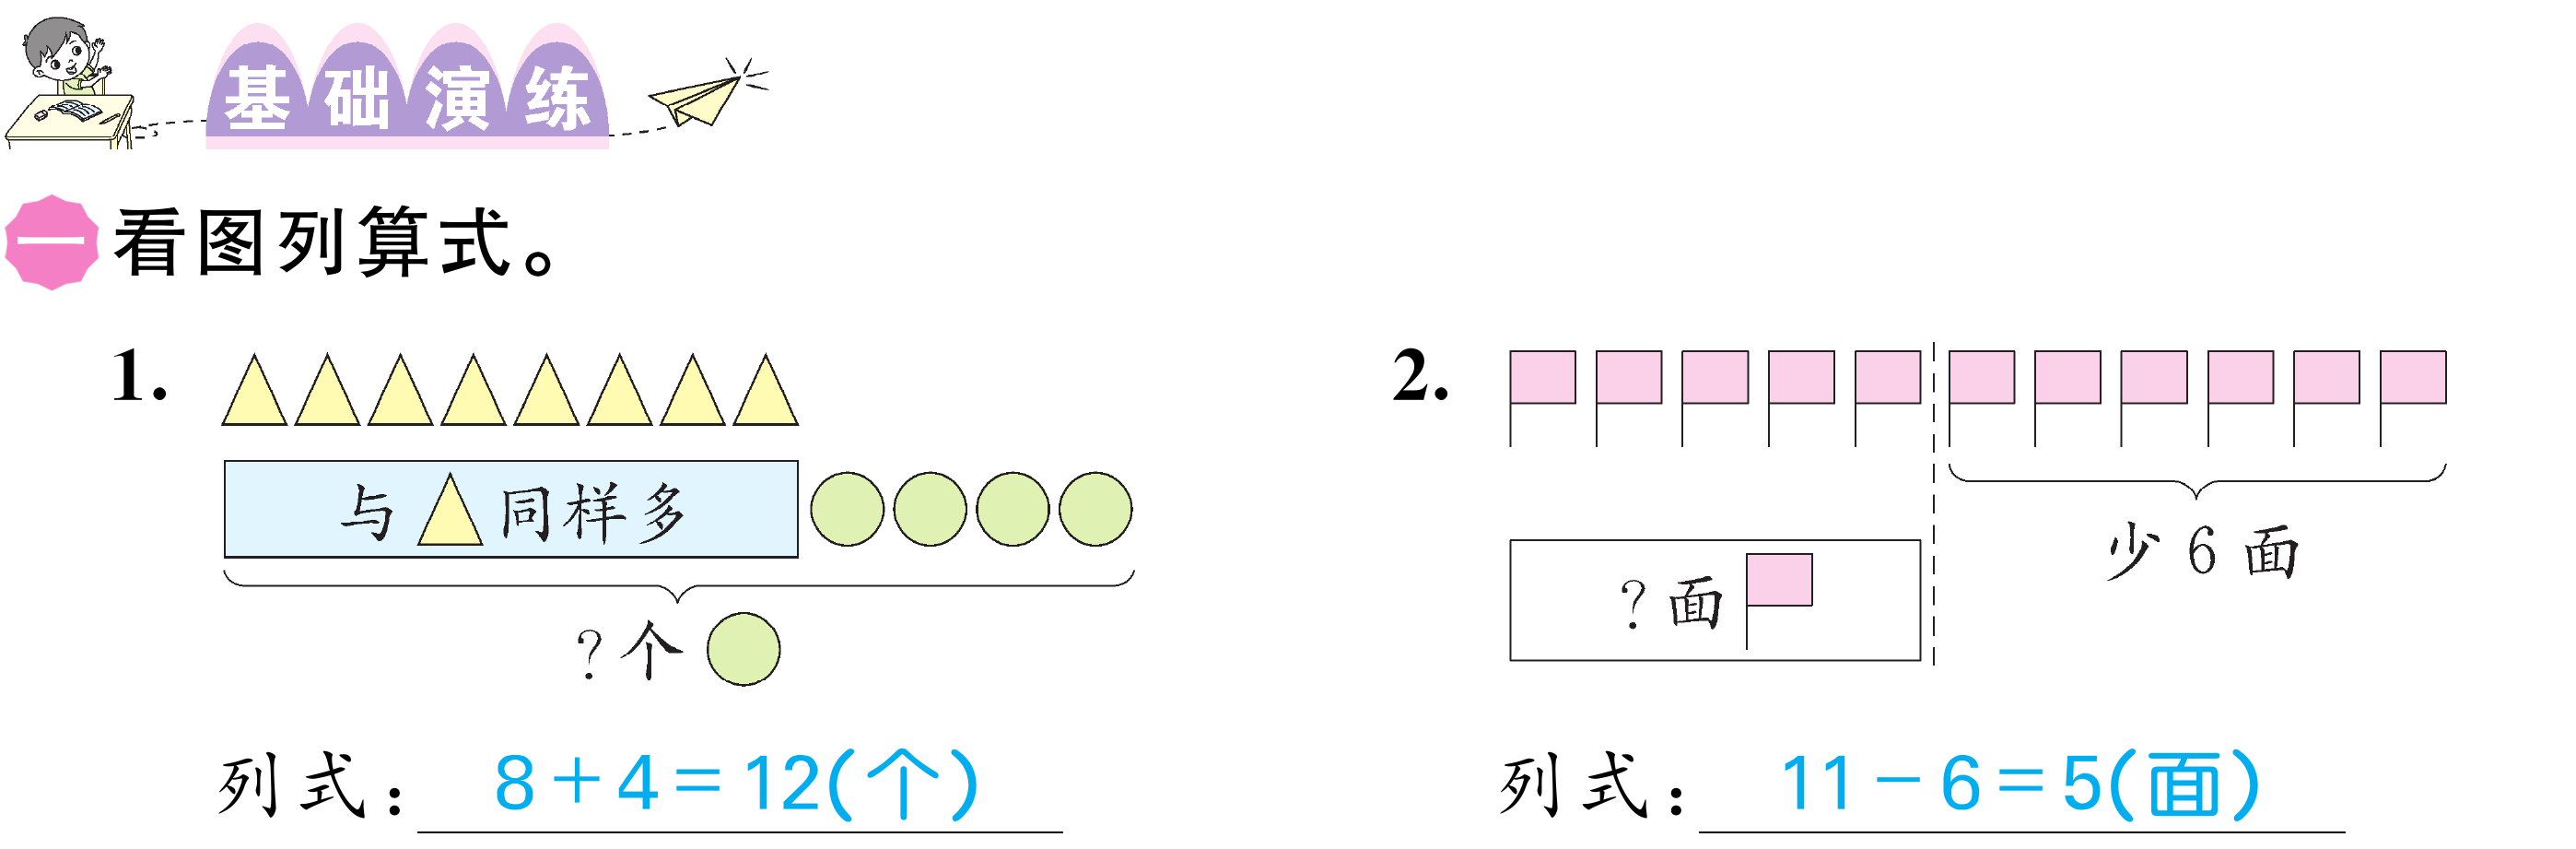 基础演练
一 看图列算式。
1.
与△同样多
?个
列式: 8+4=12(个)
2.
少6面
?面
列式: 11-6=5(面)